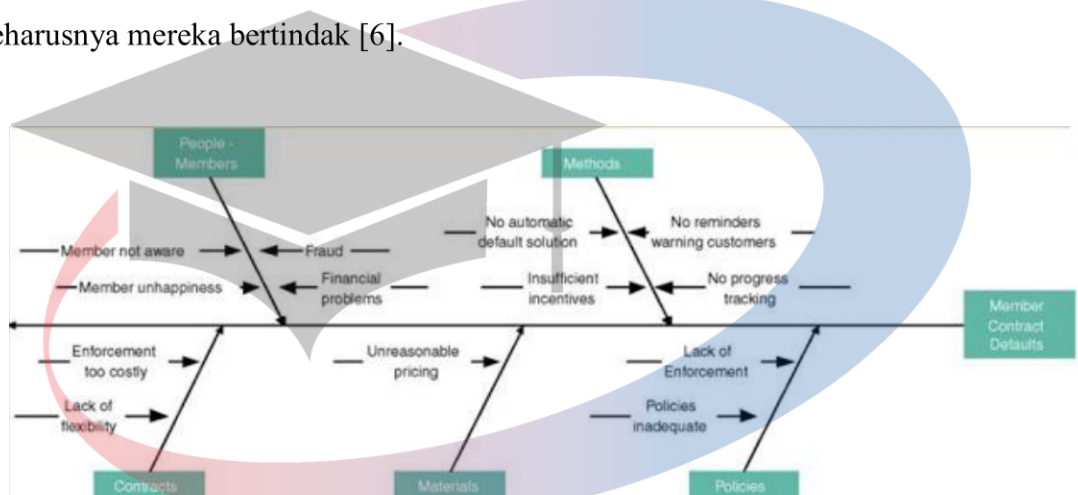 eharusnya mereka bertindak [6].
People -
Members
Methods
No automatic
default solution
No reminders
warning customers
Member not aware
Fraud
Member unhappiness
Financial
problems
Insufficient
incentives
No progress
tracking
Member
Contract
Defaults
Enforcement
too costly
Unreasonable
pricing
Lack of
Enforcement
Lack of
flexibility
Policies
inadequate
Contracts
Materials
Policies